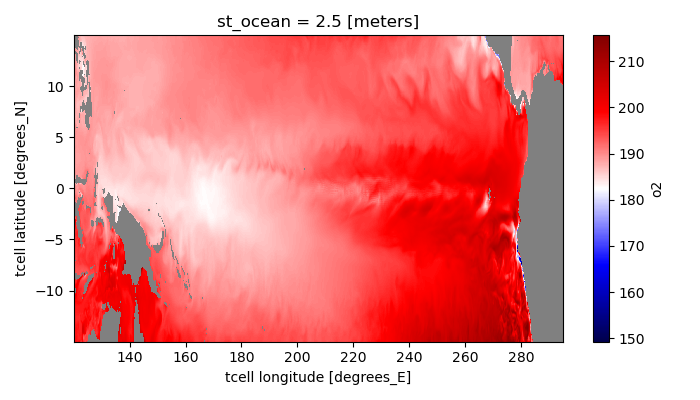 st_ocean = 2.5 [meters]
10
5
0
−5
−10
tcell latitude [degrees_N]
140 160 180 200 220 240 260 280
tcell longitude [degrees_E]
210
200
190
180
170
160
150
o2